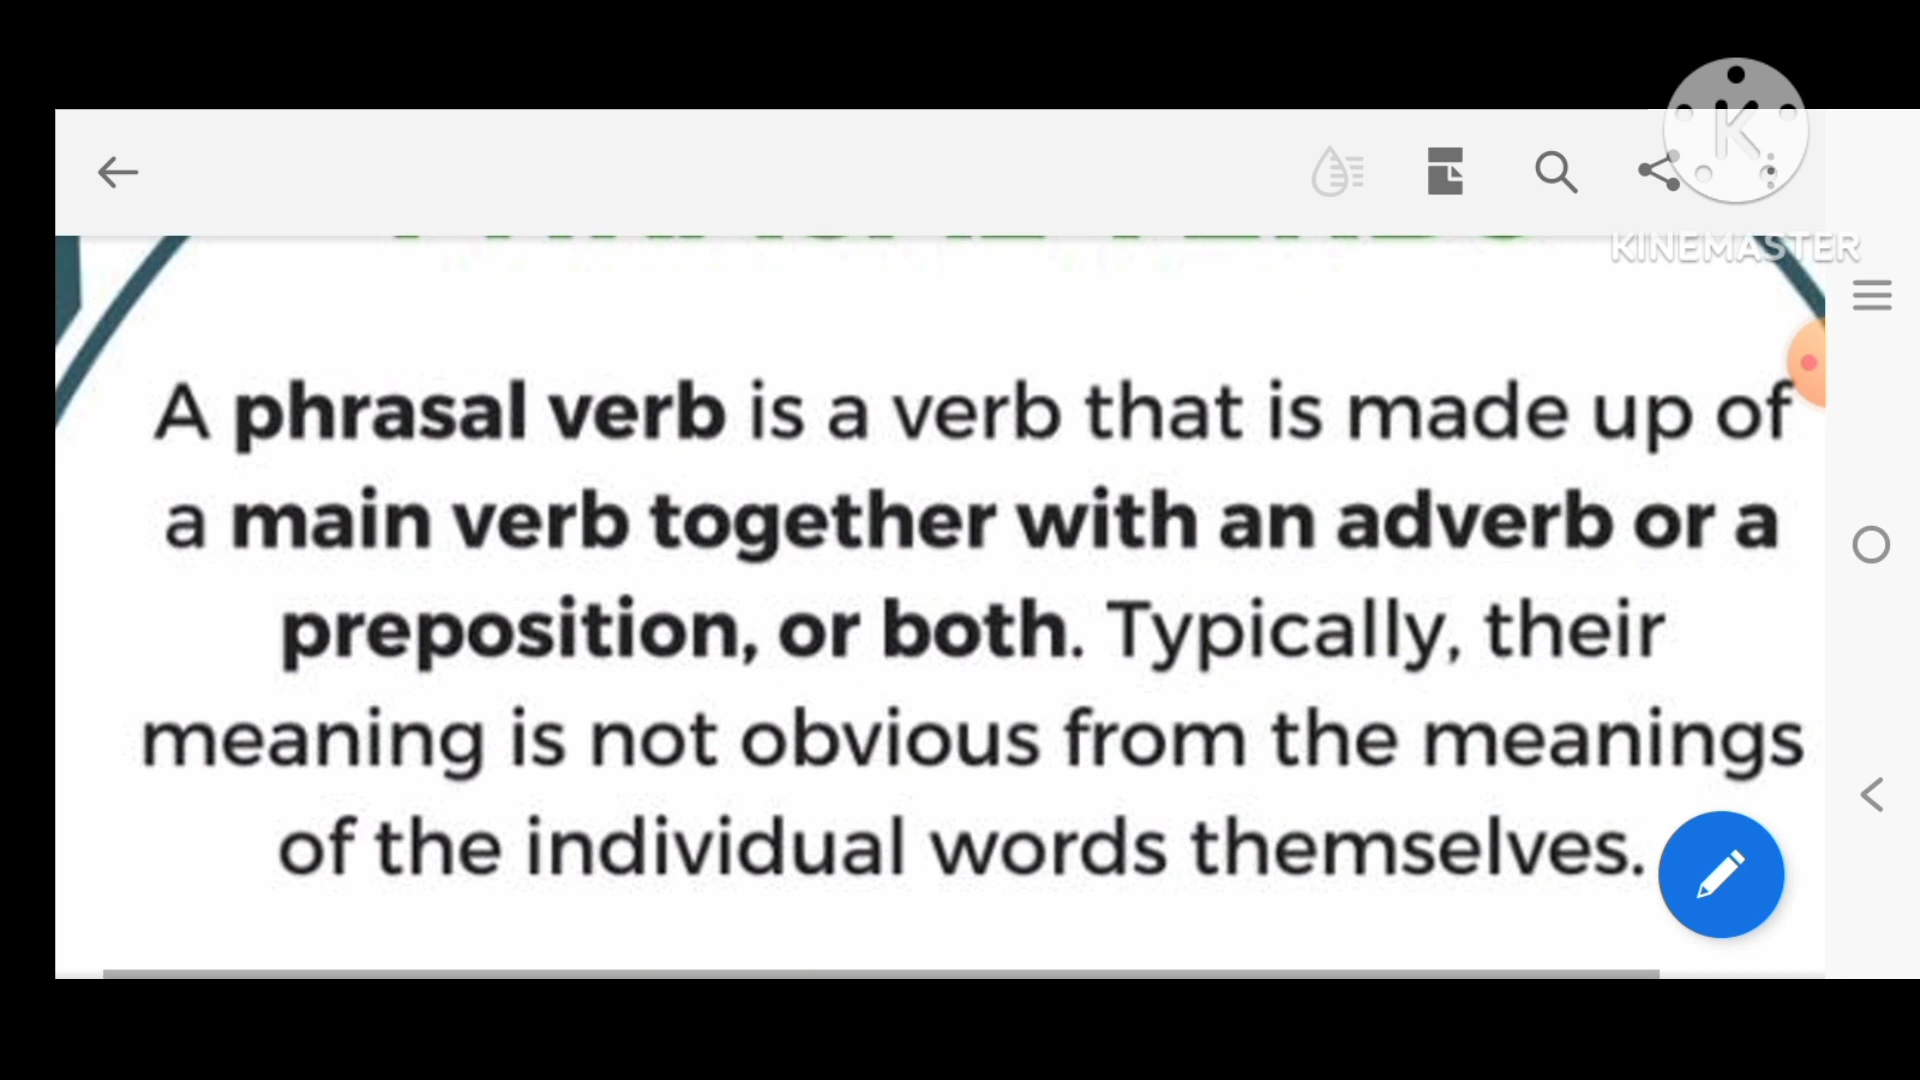 K
KINEMASTER
A phrasal verb is a verb that is made up of
a main verb together with an adverb or a
preposition, or both. Typically, their
meaning is not obvious from the meanings
of the individual words themselves.